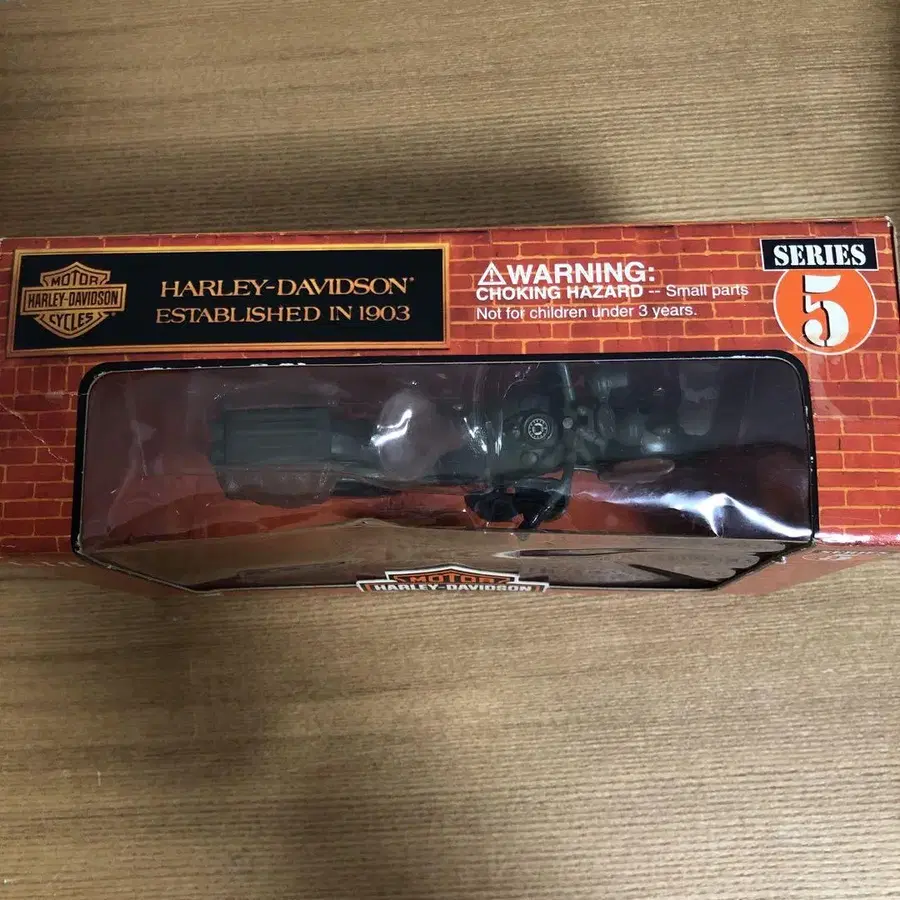 MOTOR
HARLEY-DAVIDSON
CYCLES
HARLEY-DAVIDSON®
ESTABLISHED IN 1903
⚠WARNING:
CHOKING HAZARD -- Small parts
Not for children under 3 years.
SERIES
5
MOTOR
HARLEY-DAVIDSON